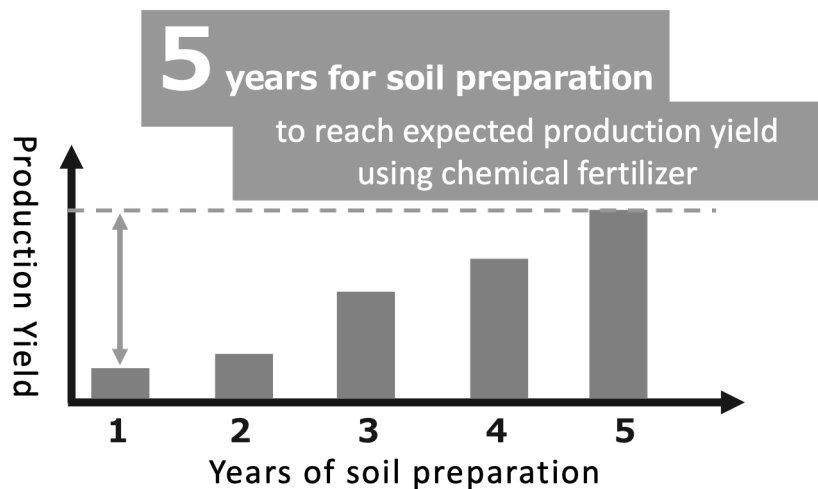 5 years for soil preparation
to reach expected production yield
using chemical fertilizer
Production Yield
1 2 3 4 5
Years of soil preparation